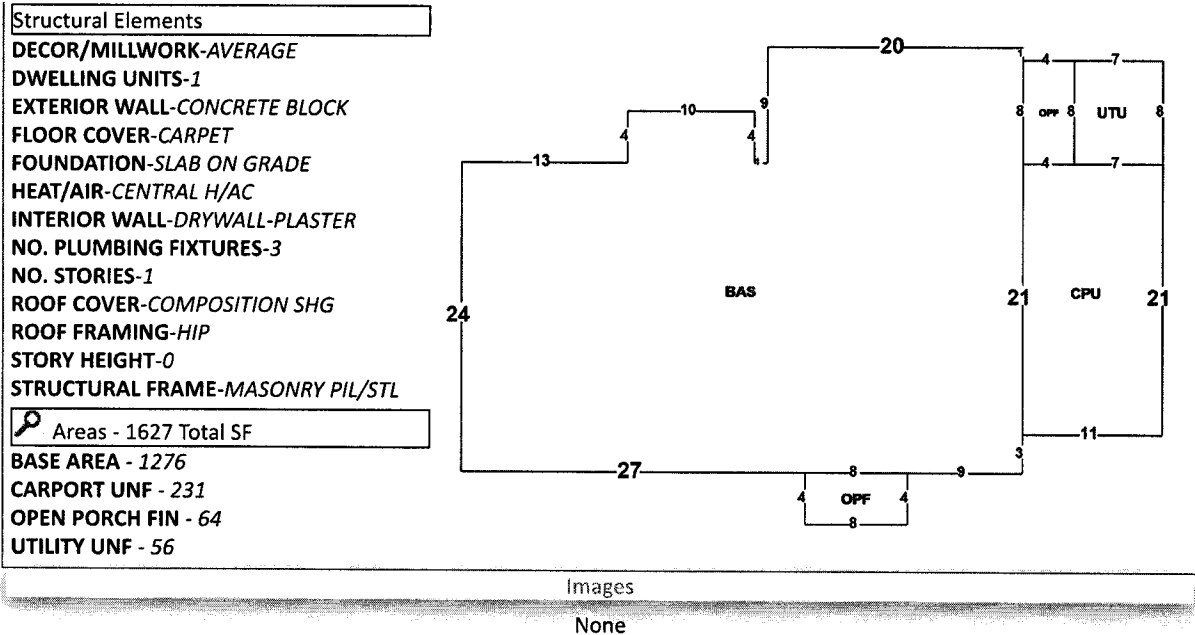 Structural Elements
DECOR/MILLWORK-AVERAGE
DWELLING UNITS-1
EXTERIOR WALL-CONCRETE BLOCK
FLOOR COVER-CARPET
FOUNDATION-SLAB ON GRADE
HEAT/AIR-CENTRAL H/AC
INTERIOR WALL-DRYWALL-PLASTER
NO. PLUMBING FIXTURES-3
NO. STORIES-1
ROOF COVER-COMPOSITION SHG
ROOF FRAMING-HIP
STORY HEIGHT-0
STRUCTURAL FRAME-MASONRY PIL/STL
Areas - 1627 Total SF
BASE AREA - 1276
CARPORT UNF - 231
OPEN PORCH FIN - 64
UTILITY UNF - 56
20
1 4 7
10 9
8 OPF 8 UTU 8
4 4
13 1 4 7
BAS 21 CPU 21
24
11
3
27 8 9
4 OPF 4
8
Images
None